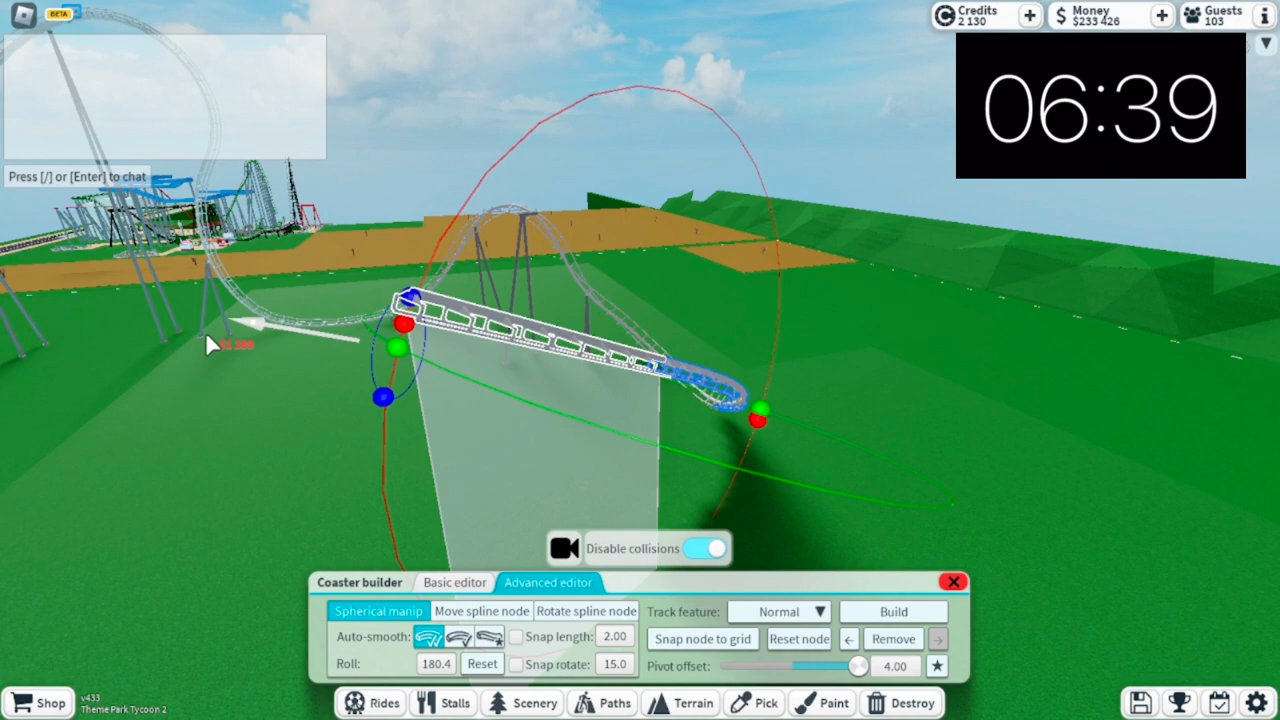 BETA
Credits
2 130
Money
$233 426
Guests
103
06:39
Press [/] or [Enter] to chat
Disable collisions
Coaster builder
Basic editor
Advanced editor
Spherical manip
Move spline node
Rotate spline node
Track feature:
Normal
Build
Auto-smooth:
Snap length:
2.00
Snap node to grid
Reset node
Remove
Roll:
180.4
Reset
Snap rotate:
15.0
Pivot offset:
4.00
Shop
v433
Theme Park Tycoon 2
Rides
Stalls
Scenery
Paths
Terrain
Pick
Paint
Destroy